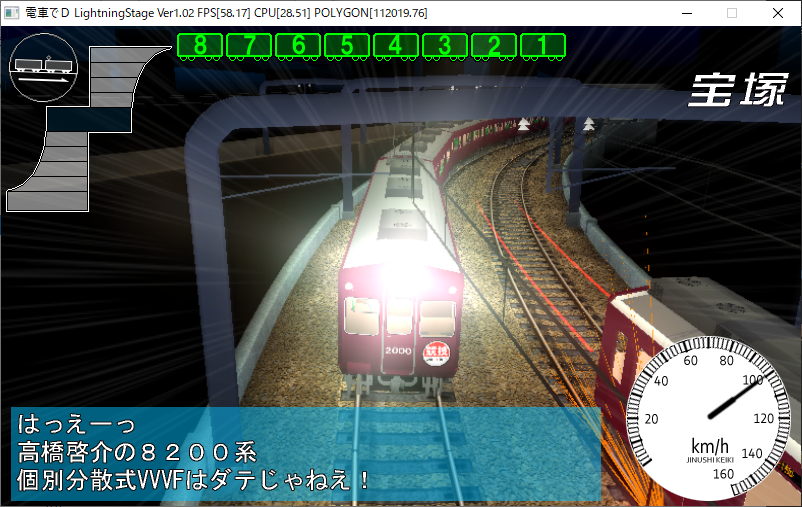 電車でD LightningStage Ver1.02 FPS[58.17] CPU[28.51] POLYGON[112019.76]
8 7 6 5 4 3 2 1
宝塚
2000
はっえーっ
高橋啓介の8200系
個別分散式VVVFはダテじゃねえ!
20 40 60 80 100 120 140 160
km/h
JINUSHI KEIKI